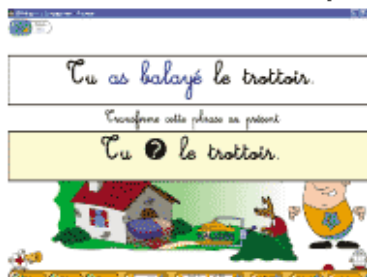 Tu as balayé le trottoir.
Transforme cette phrase au présent
Tu ? le trottoir.